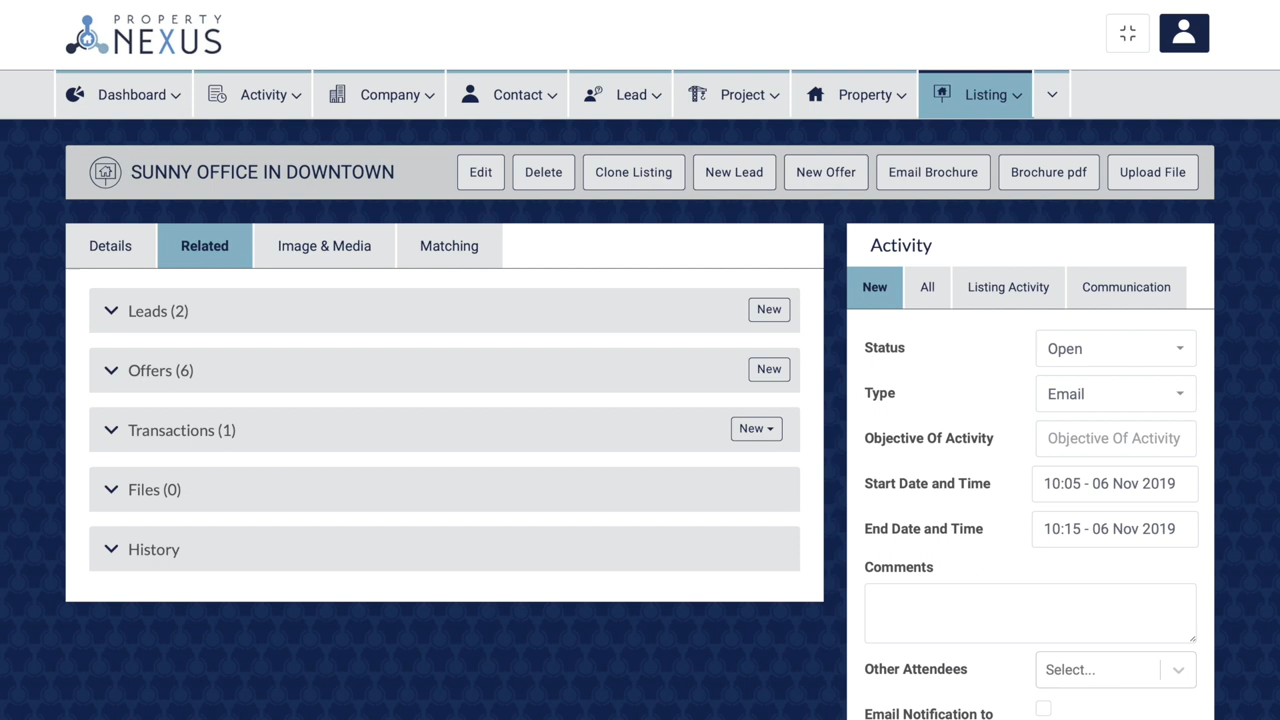 PROPERTY
NEXUS
Dashboard
Activity
Company
Contact
Lead
Project
Property
Listing
SUNNY OFFICE IN DOWNTOWN
Edit
Delete
Clone Listing
New Lead
New Offer
Email Brochure
Brochure pdf
Upload File
Details
Related
Image & Media
Matching
Leads (2)
New
Offers (6)
New
Transactions (1)
New
Files (0)
History
Activity
New
All
Listing Activity
Communication
Status
Open
Type
Email
Objective Of Activity
Objective Of Activity
Start Date and Time
10:05 - 06 Nov 2019
End Date and Time
10:15 - 06 Nov 2019
Comments
Other Attendees
Select...
Email Notification to